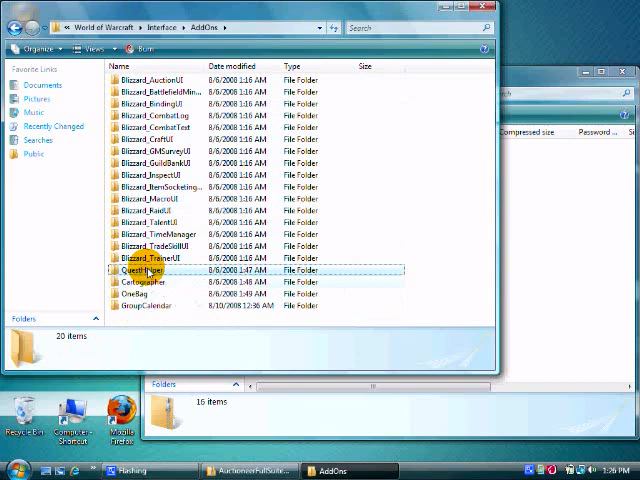 World of Warcraft ▸ Interface ▸ AddOns ▸
Search
Organize Views Burn
Favorite Links
Documents
Pictures
Music
Recently Changed
Searches
Public
Folders
Name Date modified Type Size
Blizzard_AuctionUI 8/6/2008 1:16 AM File Folder
Blizzard_BattlefieldMin... 8/6/2008 1:16 AM File Folder
Blizzard_BindingUI 8/6/2008 1:16 AM File Folder
Blizzard_CombatLog 8/6/2008 1:16 AM File Folder
Blizzard_CombatText 8/6/2008 1:16 AM File Folder
Blizzard_CraftUI 8/6/2008 1:16 AM File Folder
Blizzard_GMSurveyUI 8/6/2008 1:16 AM File Folder
Blizzard_GuildBankUI 8/6/2008 1:16 AM File Folder
Blizzard_InspectUI 8/6/2008 1:16 AM File Folder
Blizzard_ItemSocketing... 8/6/2008 1:16 AM File Folder
Blizzard_MacroUI 8/6/2008 1:16 AM File Folder
Blizzard_RaidUI 8/6/2008 1:16 AM File Folder
Blizzard_TalentUI 8/6/2008 1:16 AM File Folder
Blizzard_TimeManager 8/6/2008 1:16 AM File Folder
Blizzard_TradeSkillUI 8/6/2008 1:16 AM File Folder
Blizzard_TrainerUI 8/6/2008 1:16 AM File Folder
QuestHelper 8/6/2008 1:47 AM File Folder
Cartographer 8/6/2008 1:48 AM File Folder
OneBag 8/6/2008 1:49 AM File Folder
GroupCalendar 8/10/2008 12:36 AM File Folder
20 items
Compressed size Password ...
Folders
16 items
Recycle Bin
Computer - Shortcut
Mozilla Firefox
Flashing
AuctioneerFullSuite...
AddOns
1:26 PM